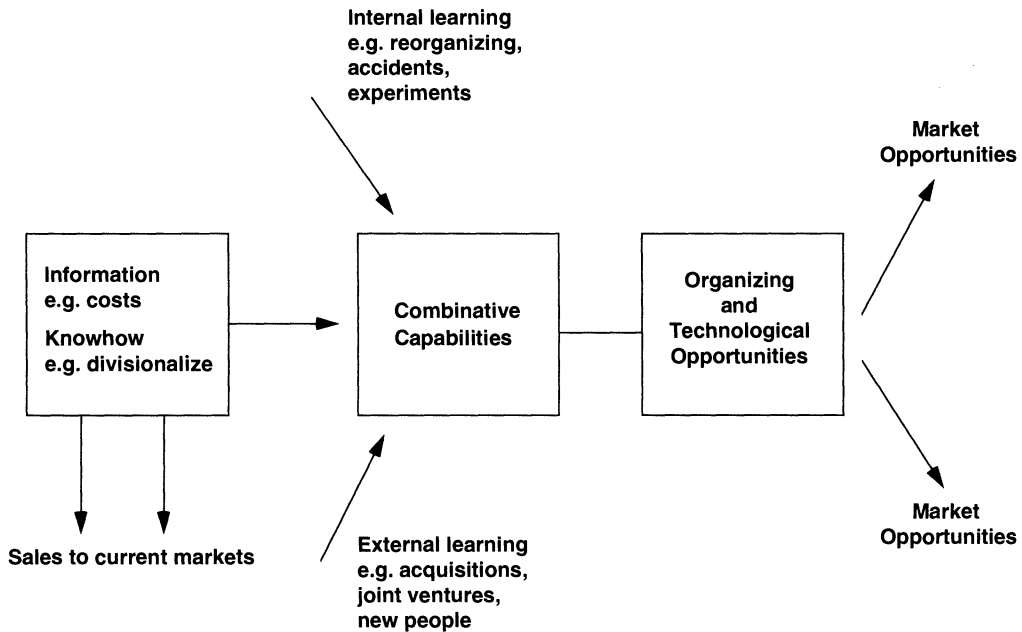 Internal learning
e.g. reorganizing,
accidents,
experiments
Market
Opportunities
Information
e.g. costs
Knowhow
e.g. divisionalize
Combinative
Capabilities
Organizing
and
Technological
Opportunities
Sales to current markets
External learning
e.g. acquisitions,
joint ventures,
new people
Market
Opportunities